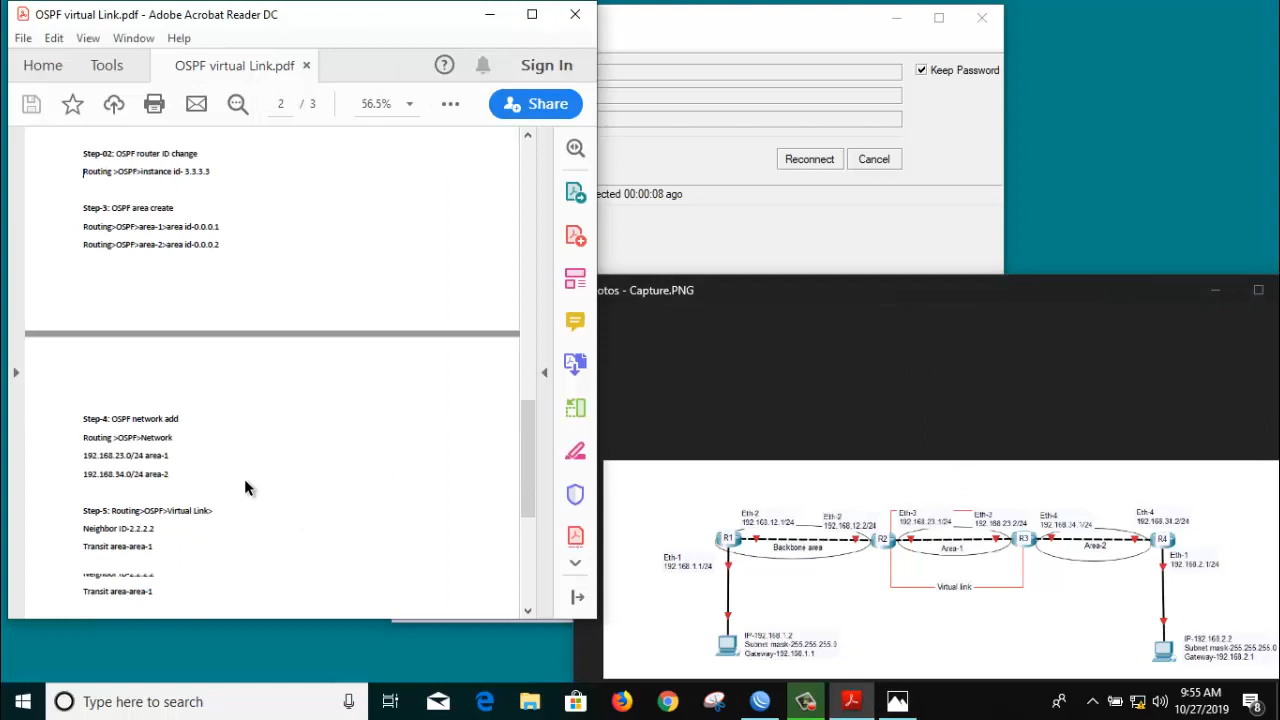 OSPF virtual Link.pdf - Adobe Acrobat Reader DC
File Edit View Window Help
Home Tools OSPF virtual Link.pdf × Sign In
2 / 3 56.5% Share
Step-02: OSPF router ID change
Routing >OSPF>instance id- 3.3.3.3
Step-3: OSPF area create
Routing>OSPF>area-1>area id-0.0.0.1
Routing>OSPF>area-2>area id-0.0.0.2
Step-4: OSPF network add
Routing >OSPF>Network
192.168.23.0/24 area-1
192.168.34.0/24 area-2
Step-5: Routing>OSPF>Virtual Link>
Neighbor ID-2.2.2.2
Transit area-area-1
Neighbor ID-2.2.2.2
Transit area-area-1
Keep Password
Reconnect Cancel
ected 00:00:08 ago
otos - Capture.PNG
Eth-2
192.168.12.1/24
Eth-2
192.168.12.2/24
Eth-3
192.168.23.1/24
Eth-3
192.168.23.2/24
Eth-4
192.168.34.1/24
Eth-4
192.168.34.2/24
R1 Backbone area R2 Area-1 R3 Area-2 R4
Eth-1
192.168.1.1/24
Eth-1
192.168.2.1/24
Virtual link
IP-192.168.1.2
Subnet mask-255.255.255.0
Gateway-192.168.1.1
IP-192.168.2.2
Subnet mask-255.255.255.0
Gateway-192.168.2.1
Type here to search
9:55 AM
10/27/2019
8